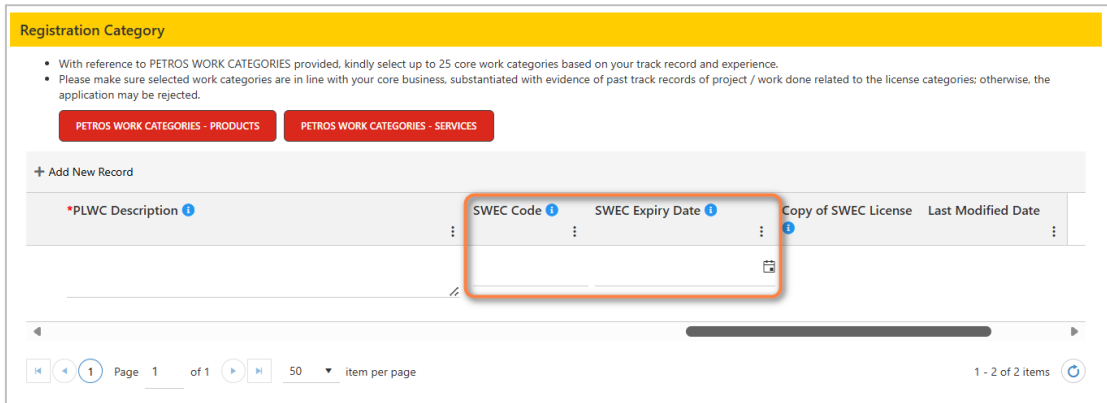 Registration Category
• With reference to PETROS WORK CATEGORIES provided, kindly select up to 25 core work categories based on your track record and experience.
• Please make sure selected work categories are in line with your core business, substantiated with evidence of past track records of project / work done related to the license categories; otherwise, the
application may be rejected.
PETROS WORK CATEGORIES - PRODUCTS PETROS WORK CATEGORIES - SERVICES
+ Add New Record
*PLWC Description SWEC Code SWEC Expiry Date Copy of SWEC License Last Modified Date
1 Page 1 of 1 50 item per page 1 - 2 of 2 items